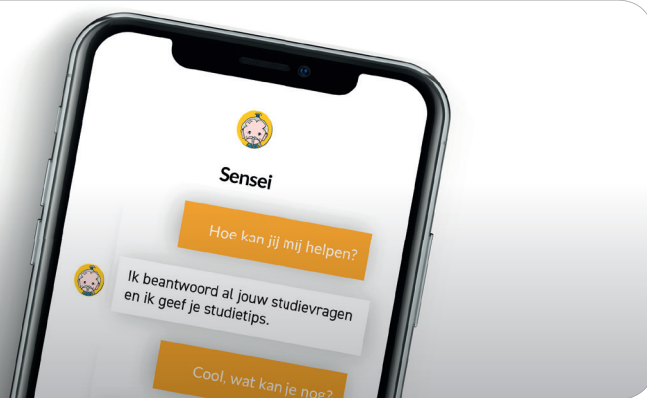 Sensei
Hoe kan jij mij helpen?
Ik beantwoord al jouw studievragen
en ik geef je studietips.
Cool, wat kan je nog?